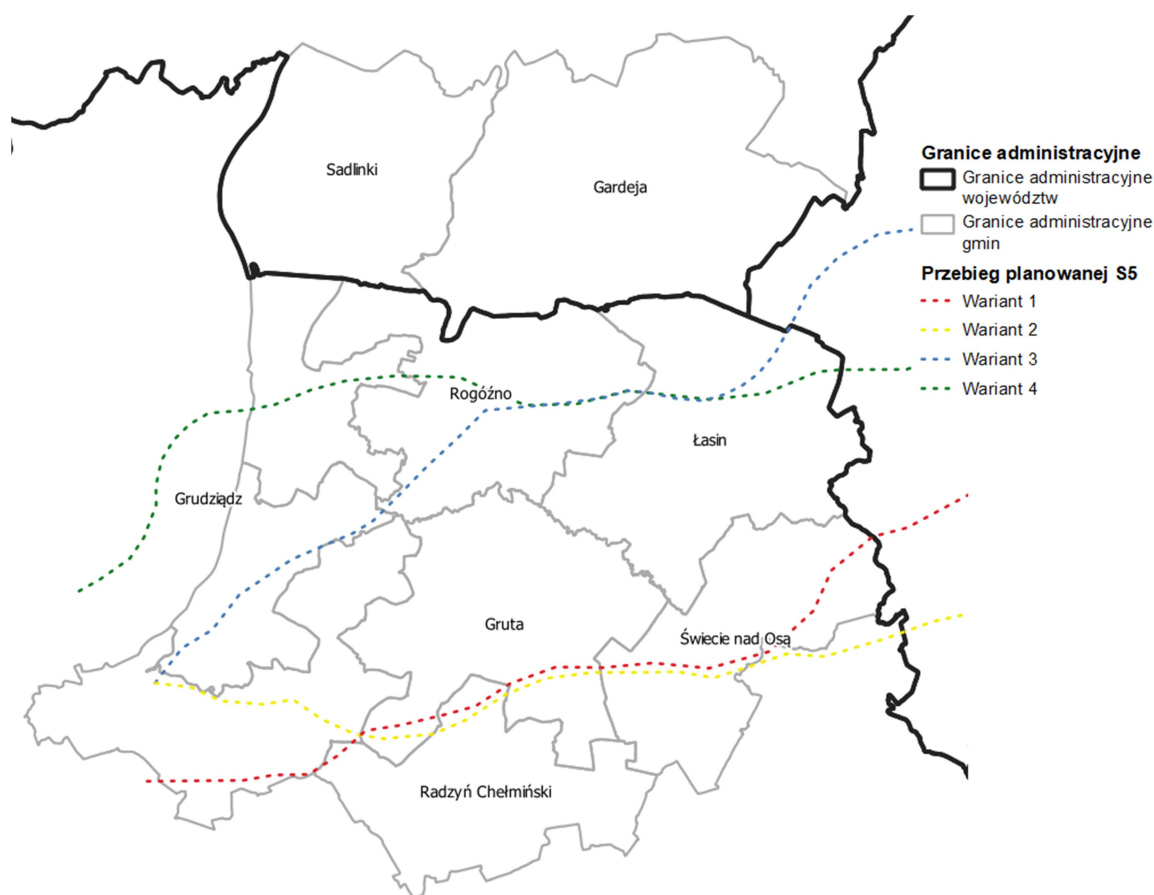 Sadlinki
Gardeja
Rogóźno
Łasin
Grudziądz
Gruta
Świecie nad Osą
Radzyń Chełmiński
Granice administracyjne
Granice administracyjne
województw
Granice administracyjne
gmin
Przebieg planowanej S5
Wariant 1
Wariant 2
Wariant 3
Wariant 4